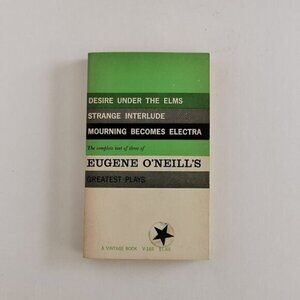 DESIRE UNDER THE ELMS
STRANGE INTERLUDE
MOURNING BECOMES ELECTRA
The complete text of three of
EUGENE O'NEILL'S
GREATEST PLAYS
A VINTAGE BOOK V-165